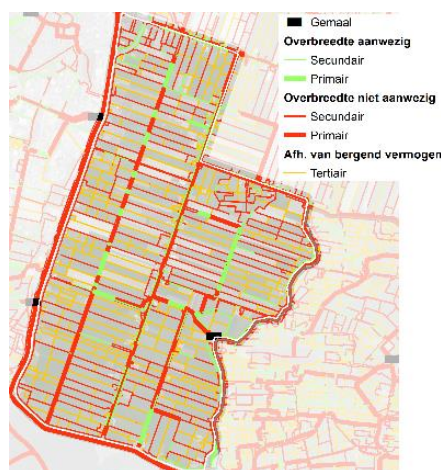 Gemaal
Overbreedte aanwezig
Secundair
Primair
Overbreedte niet aanwezig
Secundair
Primair
Afh. van bergend vermogen
Tertiair